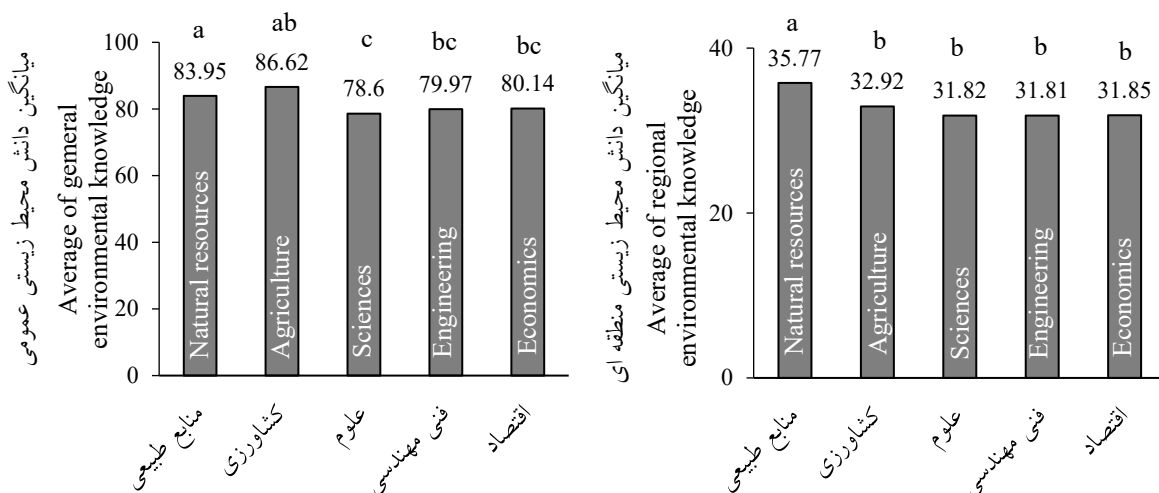 میانگین دانش محیط زیستی عمومی
Average of gemeral
environmental knowledge
100
80
60
40
20
0
a
ab
c
bc
bc
83.95
86.62
78.6
79.97
80.14
Natural resources
Agriculture
Sciences
Engineering
Economics
منابع طبیعی
کشاورزی
علوم
فنی مهندسی
اقتصاد
میانگین دانش محیط زیستی منطقه ای
Average of regional
environmental knowledge
40
20
0
a
b
b
b
b
35.77
32.92
31.82
31.81
31.85
Natural resources
Agriculture
Sciences
Engineering
Economics
منابع طبیعی
کشاورزی
علوم
فنی مهندسی
اقتصاد